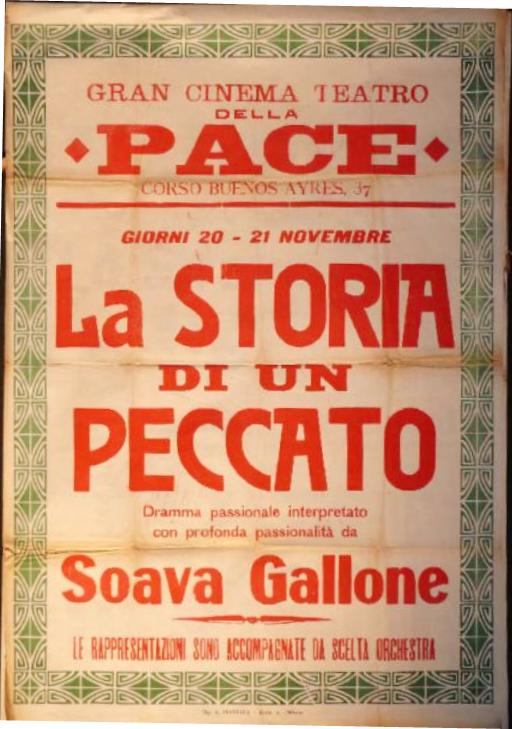 GRAN CINEMA TEATRO
DELLA
PACE
CORSO BUENOS AYRES, 37
GIORNI 20 - 21 NOVEMBRE
La STORIA
DI UN
PECCATO
Dramma passionale interpretato
con profonda passionalità da
Soava Gallone
LE RAPPRESENTAZIONI SONO ACCOMPAGNATE DA SCELTA ORCHESTRA